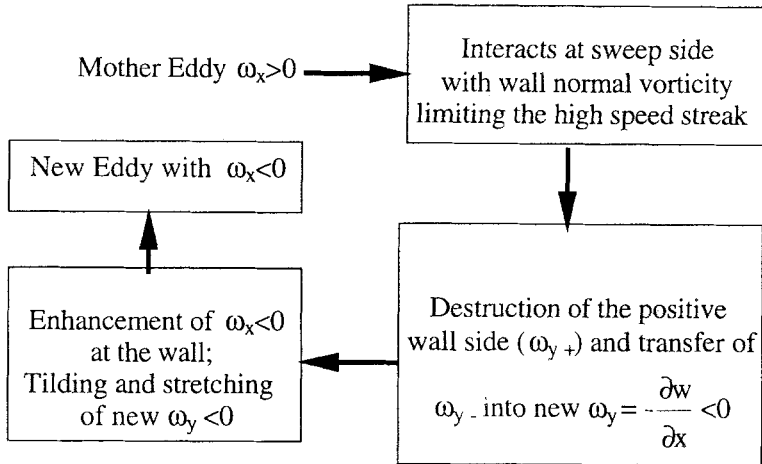 Mother Eddy ωx>0
Interacts at sweep side
with wall normal vorticity
limiting the high speed streak
Destruction of the positive
wall side (ωy +) and transfer of
ωy - into new ωy = -∂w/∂x <0
Enhancement of ωx<0
at the wall;
Tilding and stretching
of new ωy <0
New Eddy with ωx<0